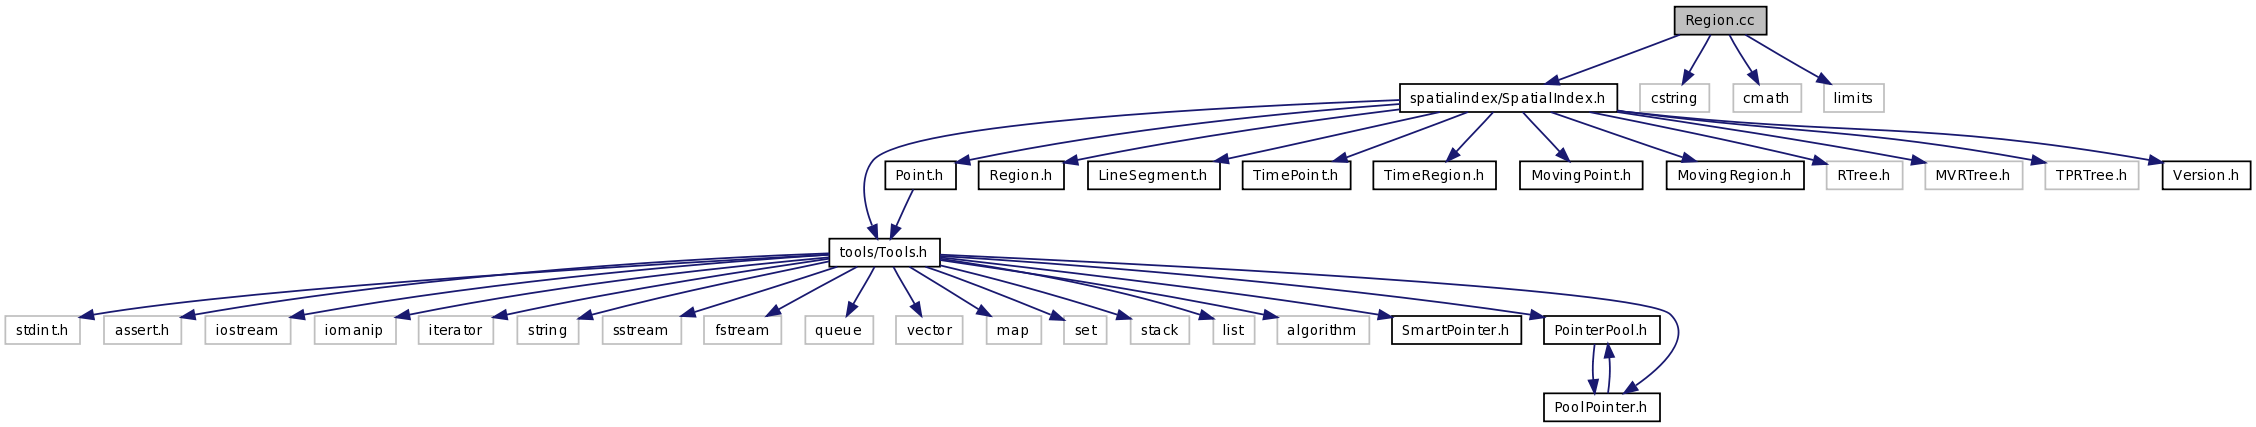 Region.cc
spatialindex/SpatialIndex.h
cstring
cmath
limits
Point.h
Region.h
LineSegment.h
TimePoint.h
TimeRegion.h
MovingPoint.h
MovingRegion.h
RTree.h
MVRTree.h
TPRTree.h
Version.h
tools/Tools.h
stdint.h
assert.h
iostream
iomanip
iterator
string
sstream
fstream
queue
vector
map
set
stack
list
algorithm
SmartPointer.h
PointerPool.h
PoolPointer.h